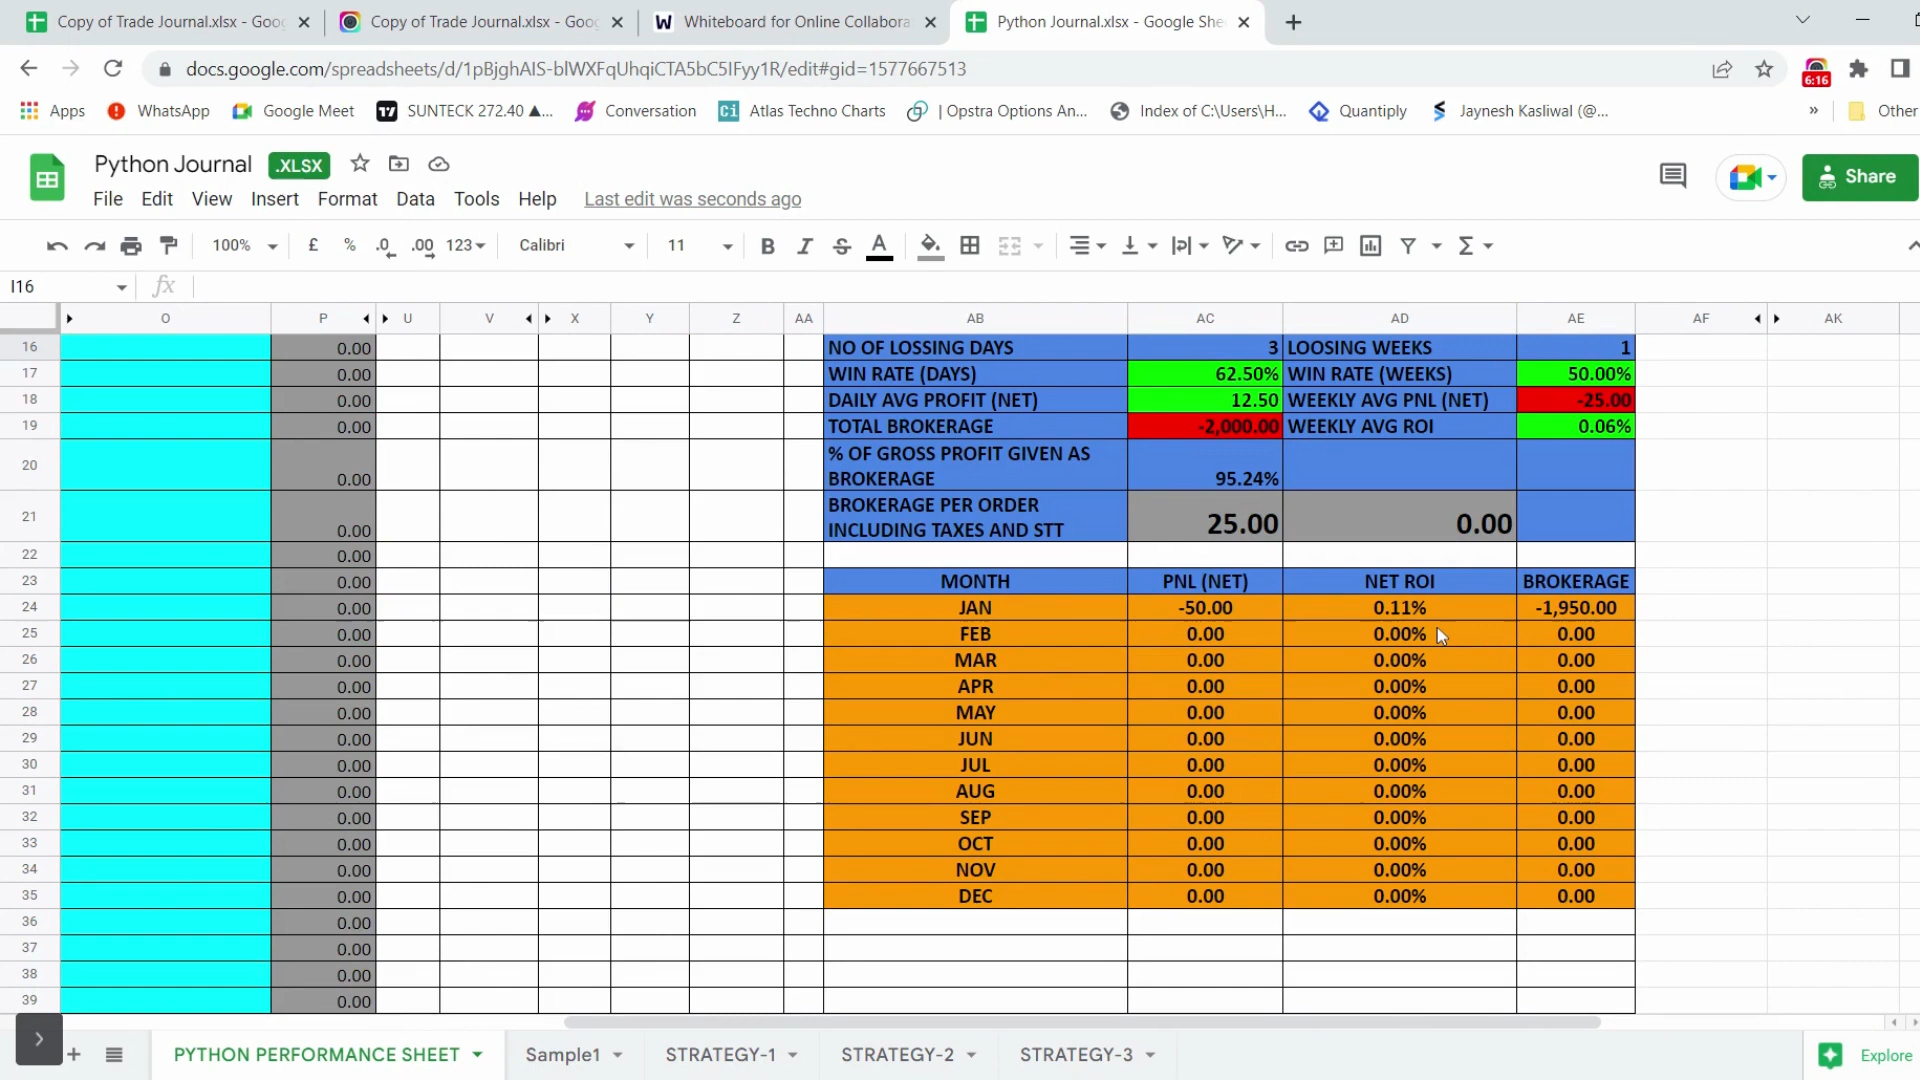 Copy of Trade Journal.xlsx - Goo
Copy of Trade Journal.xlsx - Goo
Whiteboard for Online Collabora
Python Journal.xlsx - Google She
docs.google.com/spreadsheets/d/1pBjghAIS-blWXFqUhqiCTA5bC5IFyy1R/edit#gid=1577667513
6:16
Apps WhatsApp Google Meet SUNTECK 272.40 ▲... Conversation Atlas Techno Charts | Opstra Options An... Index of C:\Users\H... Quantiply Jaynesh Kasliwal (@... » Other
Python Journal .XLSX
Share
File Edit View Insert Format Data Tools Help Last edit was seconds ago
100% £ % .0 .00 123 Calibri 11 B I S A Σ
I16 fx
O P U V X Y Z AA AB AC AD AE AF AK
16 0.00 NO OF LOSSING DAYS 3 LOOSING WEEKS 1
17 0.00 WIN RATE (DAYS) 62.50% WIN RATE (WEEKS) 50.00%
18 0.00 DAILY AVG PROFIT (NET) 12.50 WEEKLY AVG PNL (NET) -25.00
19 0.00 TOTAL BROKERAGE -2,000.00 WEEKLY AVG ROI 0.06%
20 0.00 % OF GROSS PROFIT GIVEN AS
BROKERAGE 95.24%
21 0.00 BROKERAGE PER ORDER
INCLUDING TAXES AND STT 25.00 0.00
22 0.00
23 0.00 MONTH PNL (NET) NET ROI BROKERAGE
24 0.00 JAN -50.00 0.11% -1,950.00
25 0.00 FEB 0.00 0.00% 0.00
26 0.00 MAR 0.00 0.00% 0.00
27 0.00 APR 0.00 0.00% 0.00
28 0.00 MAY 0.00 0.00% 0.00
29 0.00 JUN 0.00 0.00% 0.00
30 0.00 JUL 0.00 0.00% 0.00
31 0.00 AUG 0.00 0.00% 0.00
32 0.00 SEP 0.00 0.00% 0.00
33 0.00 OCT 0.00 0.00% 0.00
34 0.00 NOV 0.00 0.00% 0.00
35 0.00 DEC 0.00 0.00% 0.00
36 0.00
37 0.00
38 0.00
39 0.00
PYTHON PERFORMANCE SHEET Sample1 STRATEGY-1 STRATEGY-2 STRATEGY-3 Explore